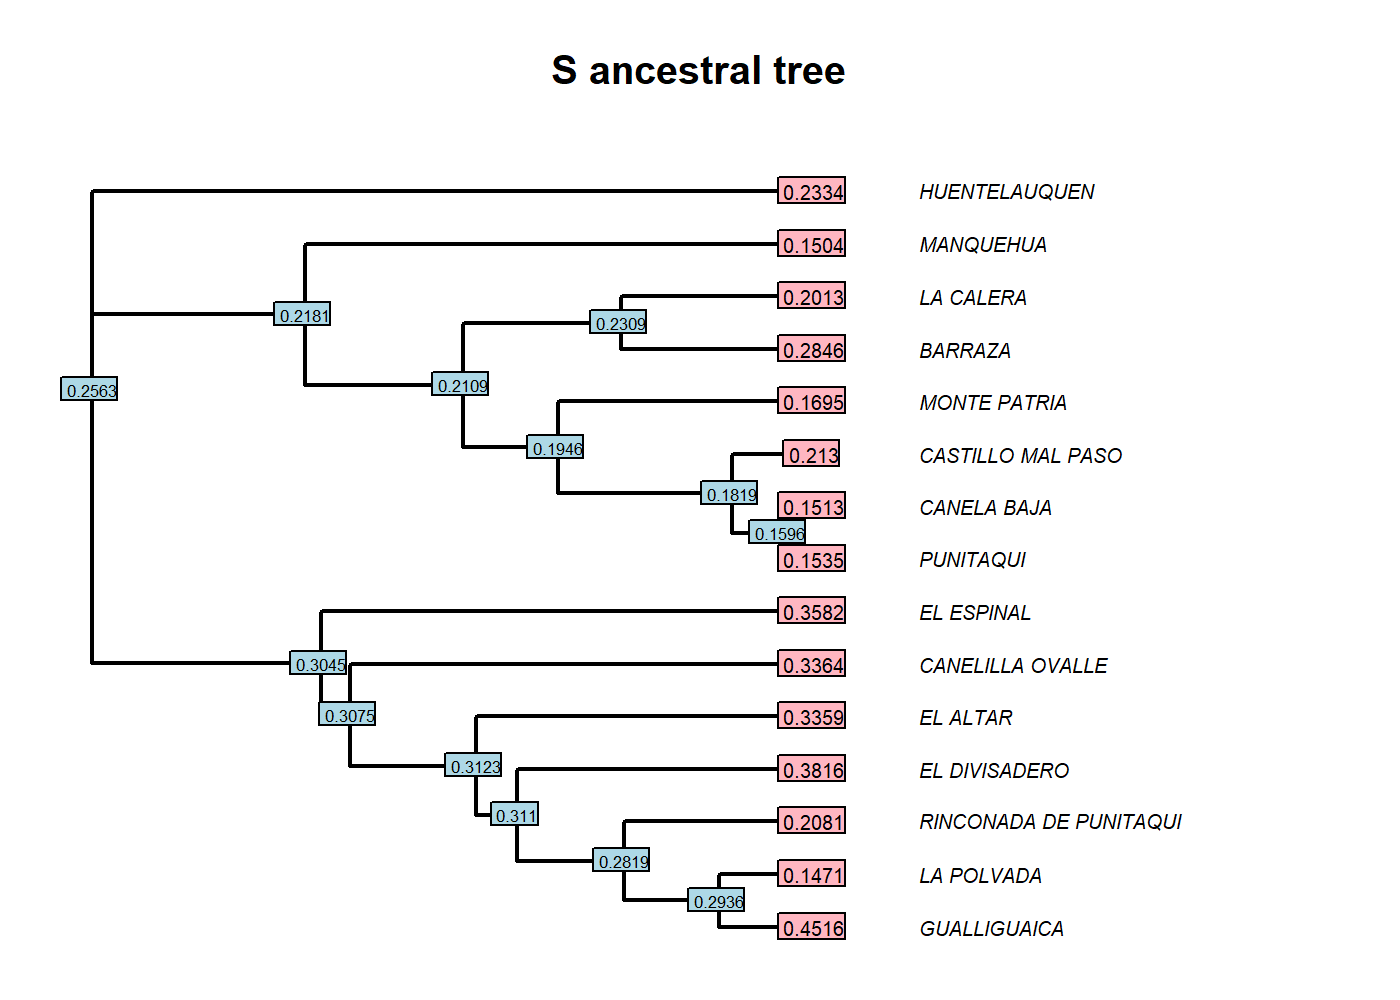 S ancestral tree
0.2334 HUENTELAUQUEN
0.1504 MANQUEHUA
0.2013 LA CALERA
0.2181
0.2309
0.2846 BARRAZA
0.2563
0.2109
0.1695 MONTE PATRIA
0.1946
0.213 CASTILLO MAL PASO
0.1819
0.1513 CANELA BAJA
0.1596
0.1535 PUNITAQUI
0.3582 EL ESPINAL
0.3045
0.3364 CANELILLA OVALLE
0.3075
0.3359 EL ALTAR
0.3123
0.3816 EL DIVISADERO
0.311
0.2081 RINCONADA DE PUNITAQUI
0.2819
0.1471 LA POLVADA
0.2936
0.4516 GUALLIGUAICA